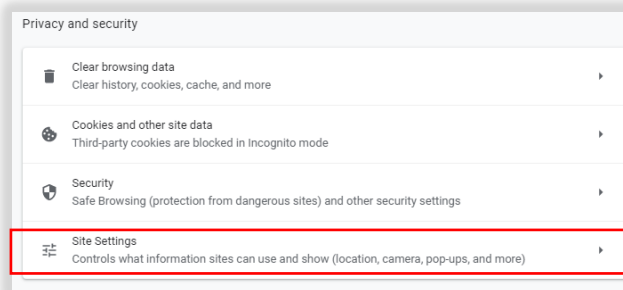 Privacy and security
Clear browsing data
Clear history, cookies, cache, and more
Cookies and other site data
Third-party cookies are blocked in Incognito mode
Security
Safe Browsing (protection from dangerous sites) and other security settings
Site Settings
Controls what information sites can use and show (location, camera, pop-ups, and more)